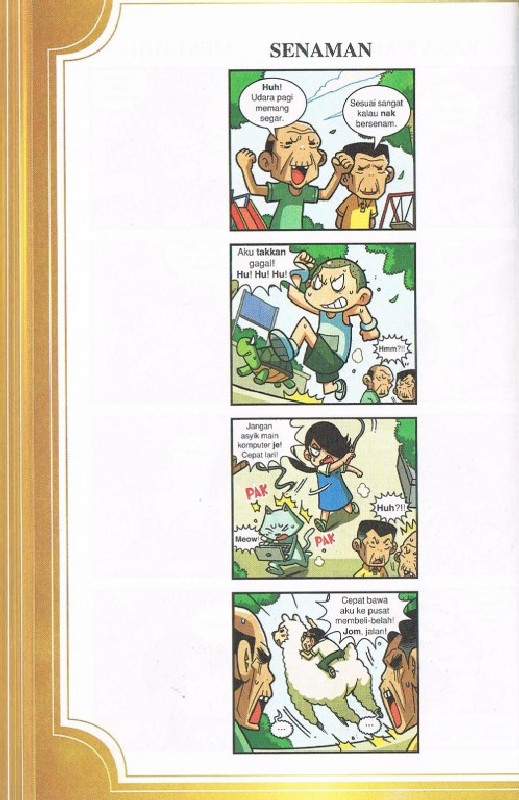 SENAMAN
Huh!
Udara pagi
memang
segar.
Sesuai sangat
kalau nak
bersenam.
Aku takkan
gagal!!
Hu! Hu! Hu!
Hmm?!!
Jangan
asyik main
komputer je!
Cepat lari!
PAK
Meow!
PAK
Huh?!!
Cepat bawa
aku ke pusat
membeli-belah!
Jom, jalan!
...
!!!